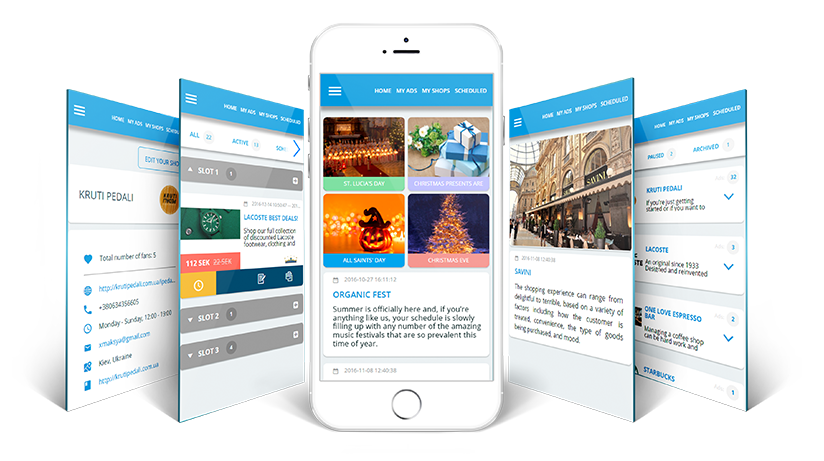 HOME MY ADS MY SHOPS SCHEDULED
EDIT YOUR SHO
KRUTI PEDALI
KRUTI
Total number of fans: 5
http://krutipedali.com.ua/ipeda...
+380634356605
Monday - Sunday, 12:00 - 19:00
xmaksya@gmail.com
Kiev, Ukraine
http://krutipedali.com.ua
HOME MY ADS MY SHOPS SCHEDULED
ALL 22 ACTIVE 13 SCH
SLOT 1 1
LACOSTE BEST DEALS!
Shop our full collection
of discounted Lacoste
footwear, clothing and
112 SEK 22 SEK
SLOT 2 1
SLOT 3 4
HOME MY ADS MY SHOPS SCHEDULED
ST. LUCIA'S DAY
CHRISTMAS PRESENTS ARE
ALL SAINTS' DAY
CHRISTMAS EVE
2016-10-27 16:11:12
ORGANIC FEST
Summer is officially here and, if you're
anything like us, your schedule is slowly
filling up with any number of the amazing
music festivals that are so prevalent this
time of year.
2016-11-08 12:40:38
HOME MY ADS MY SHOPS SCHEDULED
SAVINI
2016-11-08 12:40:38
SAVINI
The shopping experience can range from
delightful to terrible, based on a variety of
factors including how the customer is
treated, convenience, the type of goods
being purchased, and mood.
HOME MY ADS MY SHOPS SCHEDULED
PAUSED 2 ARCHIVED 1
KRUTI PEDALI
Ads: 32
If you're just getting
started or if you want to
LACOSTE
Ads: 3
An original since 1933
Designed and reinvented
ONE LOVE ESPRESSO
BAR
Ads: 2
Managing a coffee shop
can be hard work and
STARBUCKS
Ads: 1